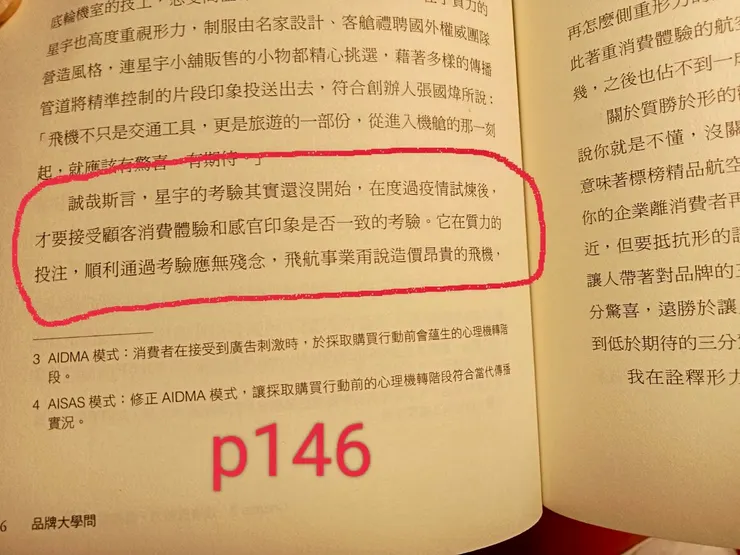 底輪機室的技工,
星宇也高度重視形力,制服由名家設計、客艙禮聘國外權威團隊
營造風格,連星宇小舖販售的小物都精心挑選,藉著多樣的傳播
管道將精準控制的片段印象投送出去,符合創辦人張國煒所說:
「飛機不只是交通工具,更是旅遊的一部份,從進入機艙的那一刻
起,就應該有驚喜、有期待。」
誠哉斯言,星宇的考驗其實還沒開始,在度過疫情試煉後,
才要接受顧客消費體驗和感官印象是否一致的考驗。它在質力的
投注,順利通過考驗應無殘念,飛航事業甭說造價昂貴的飛機,
3 AIDMA 模式:消費者在接受到廣告刺激時,於採取購買行動前會蘊生的心理機轉階
段。
4 AISAS 模式:修正 AIDMA 模式,讓採取購買行動前的心理機轉階段符合當代傳播
實況。
p146
6 品牌大學問
再怎麼側重形力的
此著重消費體驗的航空
幾,之後也佔不到一成
關於質勝於形的
說你就是不懂,沒關
意味著標榜精品航空
你的企業離消費者再
近,但要抵抗形的
讓人帶著對品牌的三
分驚喜,遠勝於讓
到低於期待的三分
我在詮釋形力